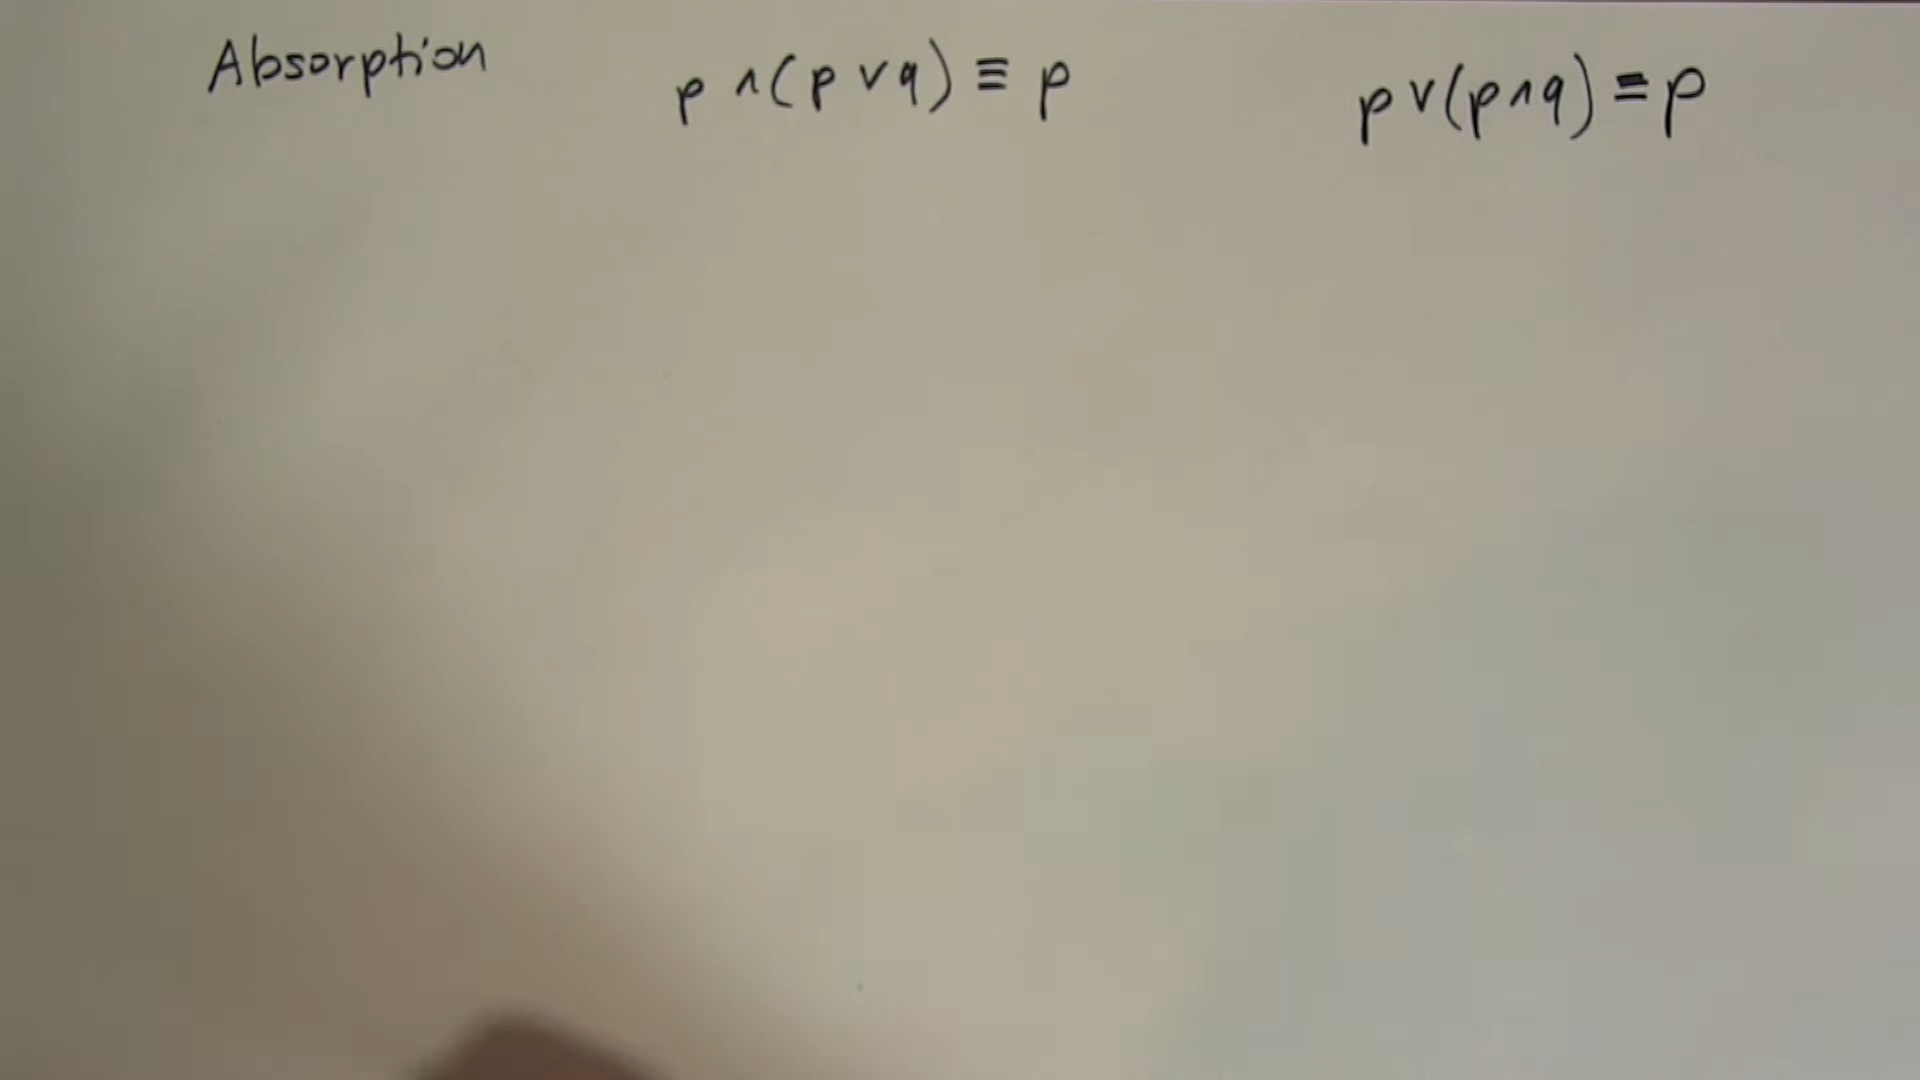 Absorption p ∧ (p ∨ q) ≡ p p ∨ (p ∧ q) ≡ p